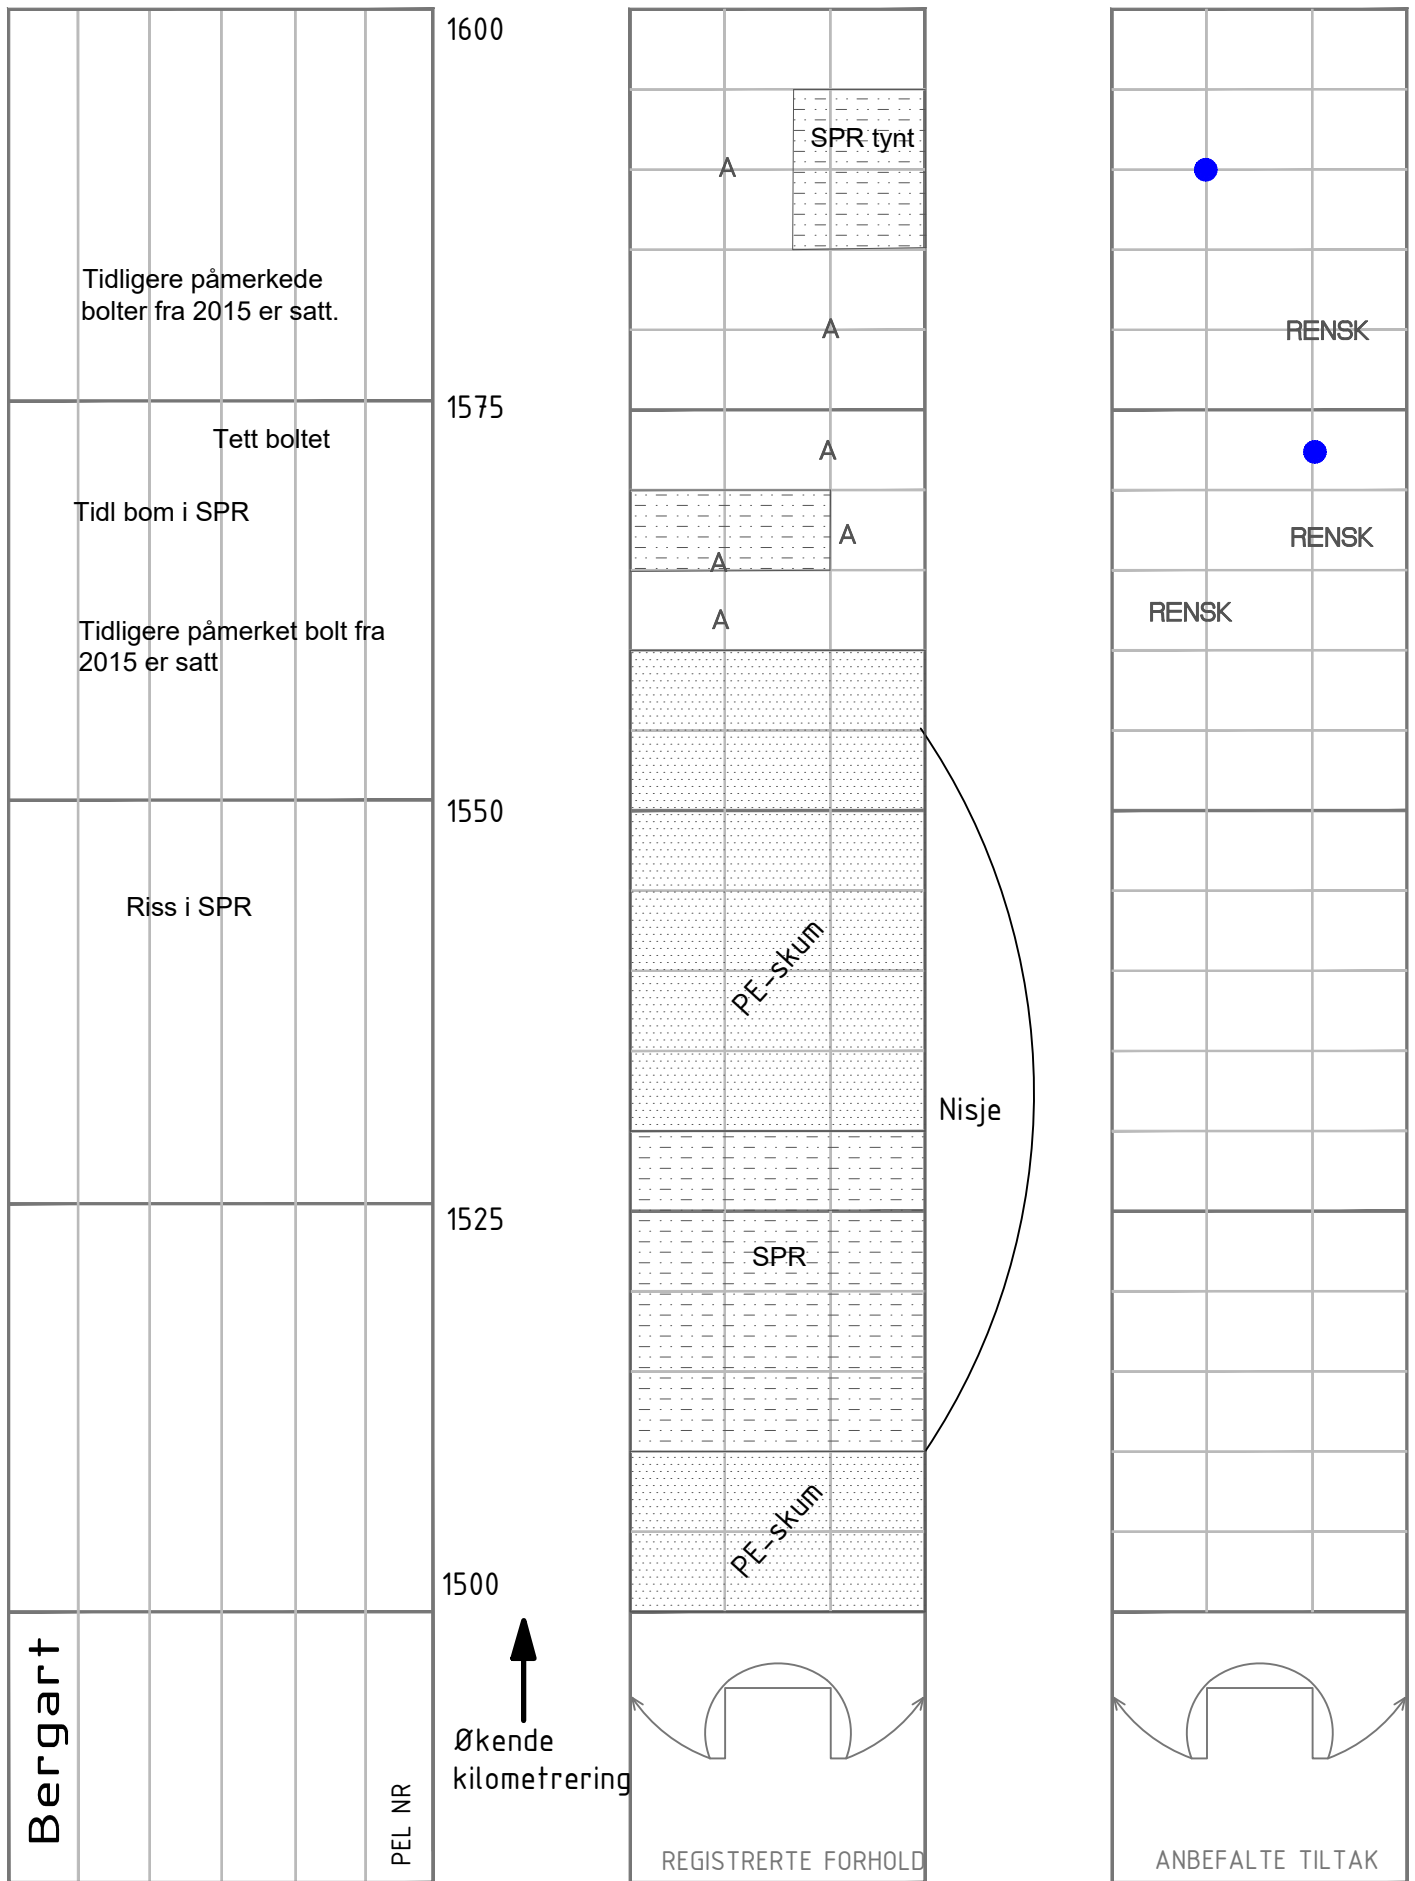 1600
SPR tynt
A
Tidligere påmerkede
bolter fra 2015 er satt.
A
RENSK
1575
Tett boltet
A
Tidl bom i SPR
A
RENSK
A
RENSK
A
Tidligere påmerket bolt fra
2015 er satt
1550
Riss i SPR
PE-skum
Nisje
1525
SPR
PE-skum
1500
Bergart
PEL NR
Økende
kilometrering
REGISTRERTE FORHOLD
ANBEFALTE TILTAK